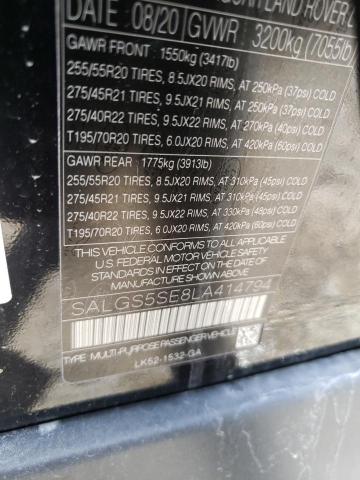 JAGUAR LAND ROVER
DATE 08/20 GVWR 3200kg (7055lb
GAWR FRONT 1550kg (3417lb)
255/55R20 TIRES, 8.5JX20 RIMS, AT 250kPa (37psi) COLD
275/45R21 TIRES, 9.5JX21 RIMS, AT 250kPa (37psi) COLD
275/40R22 TIRES, 9.5JX22 RIMS, AT 270kPa (40psi) COLD
T195/70R20 TIRES, 6.0JX20 RIMS, AT 420kPa (60psi) COLD
GAWR REAR 1775kg (3913lb)
255/55R20 TIRES, 8.5JX20 RIMS, AT 310kPa (45psi) COLD
275/45R21 TIRES, 9.5JX21 RIMS, AT 310kPa (45psi) COLD
275/40R22 TIRES, 9.5JX22 RIMS, AT 330kPa (48psi) COLD
T195/70R20 TIRES, 6.0JX20 RIMS, AT 420kPa (60psi) COLD
THIS VEHICLE CONFORMS TO ALL APPLICABLE
U.S. FEDERAL MOTOR VEHICLE SAFETY
STANDARDS IN EFFECT ON THE DATE OF
MANUFACTURE SHOWN ABOVE.
SALGS5SE8LA414794
TYPE: MULTI-PURPOSE PASSENGER VEHICLE
LK62-1532-GA